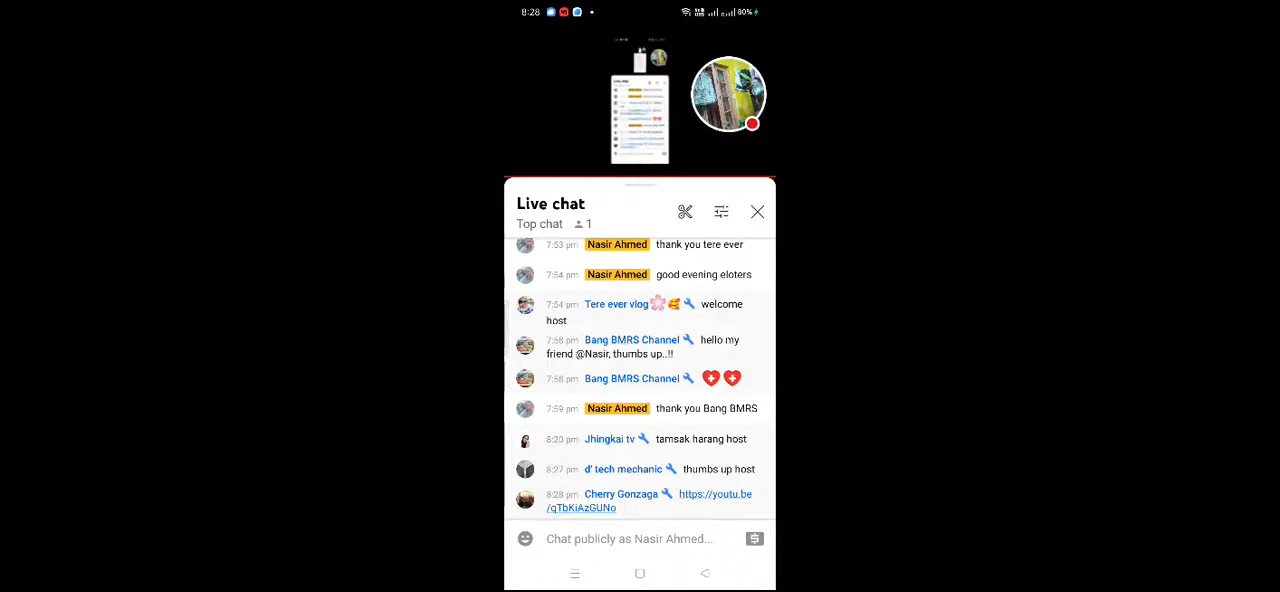 8:28
80%
Live chat
Top chat 1
7:53 pm Nasir Ahmed thank you tere ever
7:54 pm Nasir Ahmed good evening eloters
7:54 pm Tere ever vlog🌸🥰 welcome
host
7:58 pm Bang BMRS Channel hello my
friend @Nasir, thumbs up..!!
7:58 pm Bang BMRS Channel
7:59 pm Nasir Ahmed thank you Bang BMRS
8:20 pm Jhingkai tv tamsak harang host
8:27 pm d' tech mechanic thumbs up host
8:28 pm Cherry Gonzaga https://youtu.be
/qTbKiAzGUNo
Chat publicly as Nasir Ahmed...